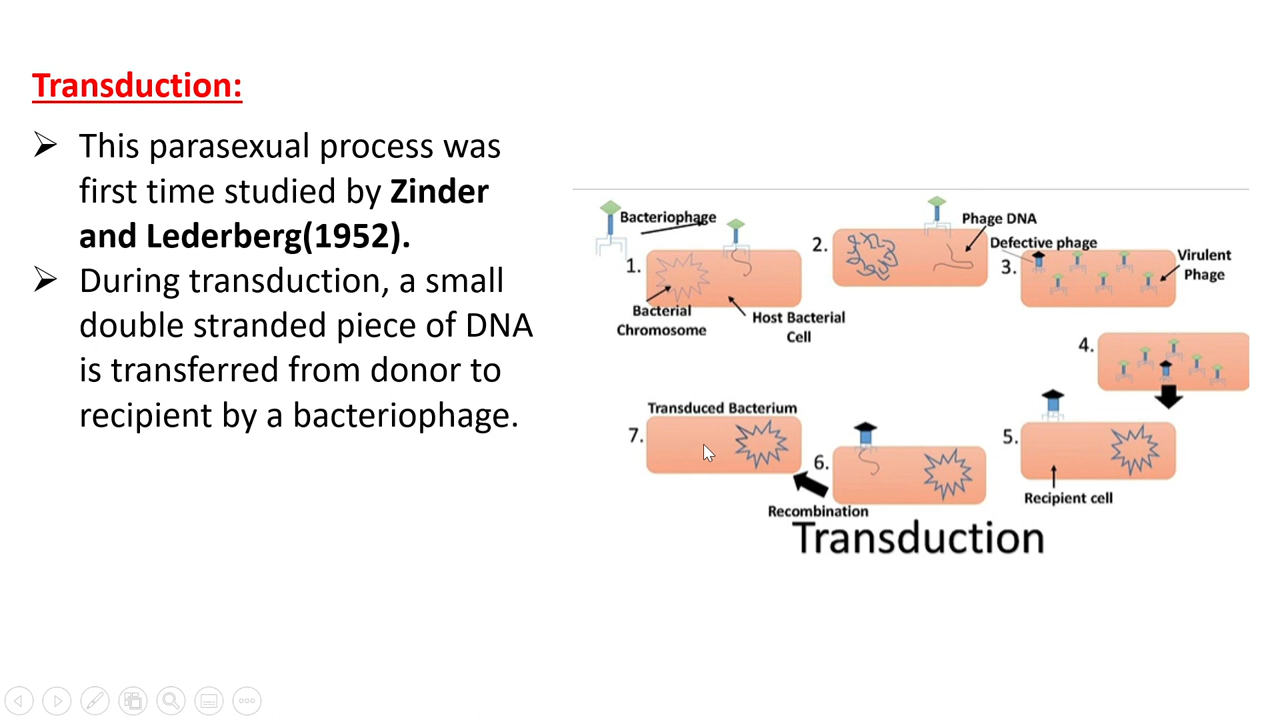 Transduction:
➢ This parasexual process was
first time studied by Zinder
and Lederberg(1952).
➢ During transduction, a small
double stranded piece of DNA
is transferred from donor to
recipient by a bacteriophage.
Bacteriophage
1.
Bacterial
Chromosome
Host Bacterial
Cell
2.
Phage DNA
Defective phage
3.
Virulent
Phage
4.
5.
Recipient cell
6.
Recombination
Transduced Bacterium
7.
Transduction